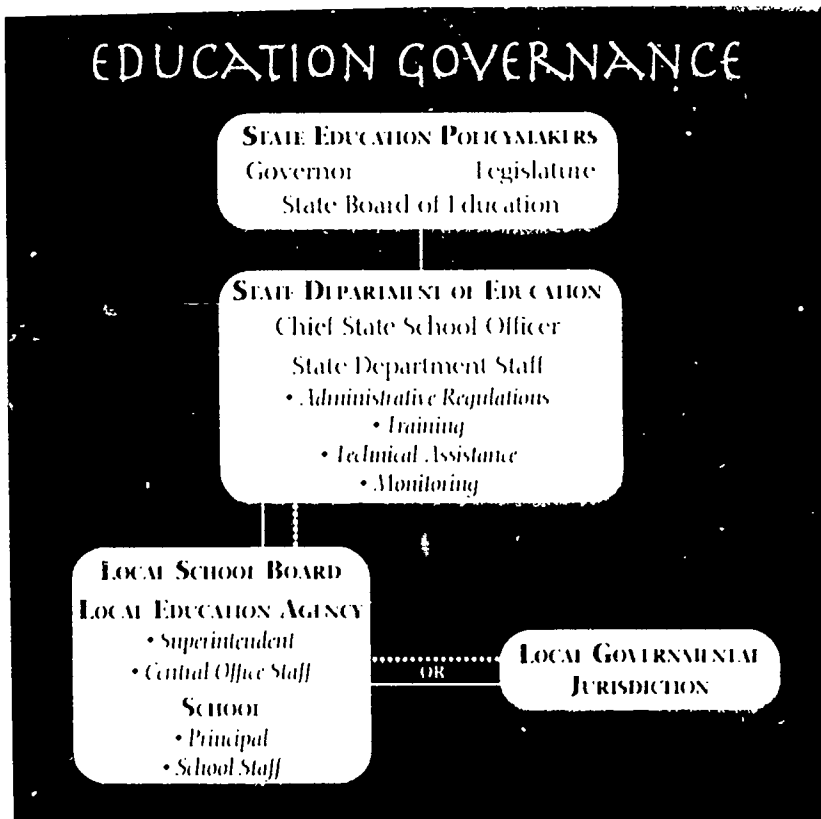 EDUCATION GOVERNANCE
STATE EDUCATION POLICYMAKERS
Governor Legislature
State Board of Education
STATE DEPARTMENT OF EDUCATION
Chief State School Officer
State Department Staff
• Administrative Regulations
• Training
• Technical Assistance
• Monitoring
LOCAL SCHOOL BOARD
LOCAL EDUCATION AGENCY
• Superintendent
• Central Office Staff
SCHOOL
• Principal
• School Staff
OR
LOCAL GOVERNMENTAL
JURISDICTION